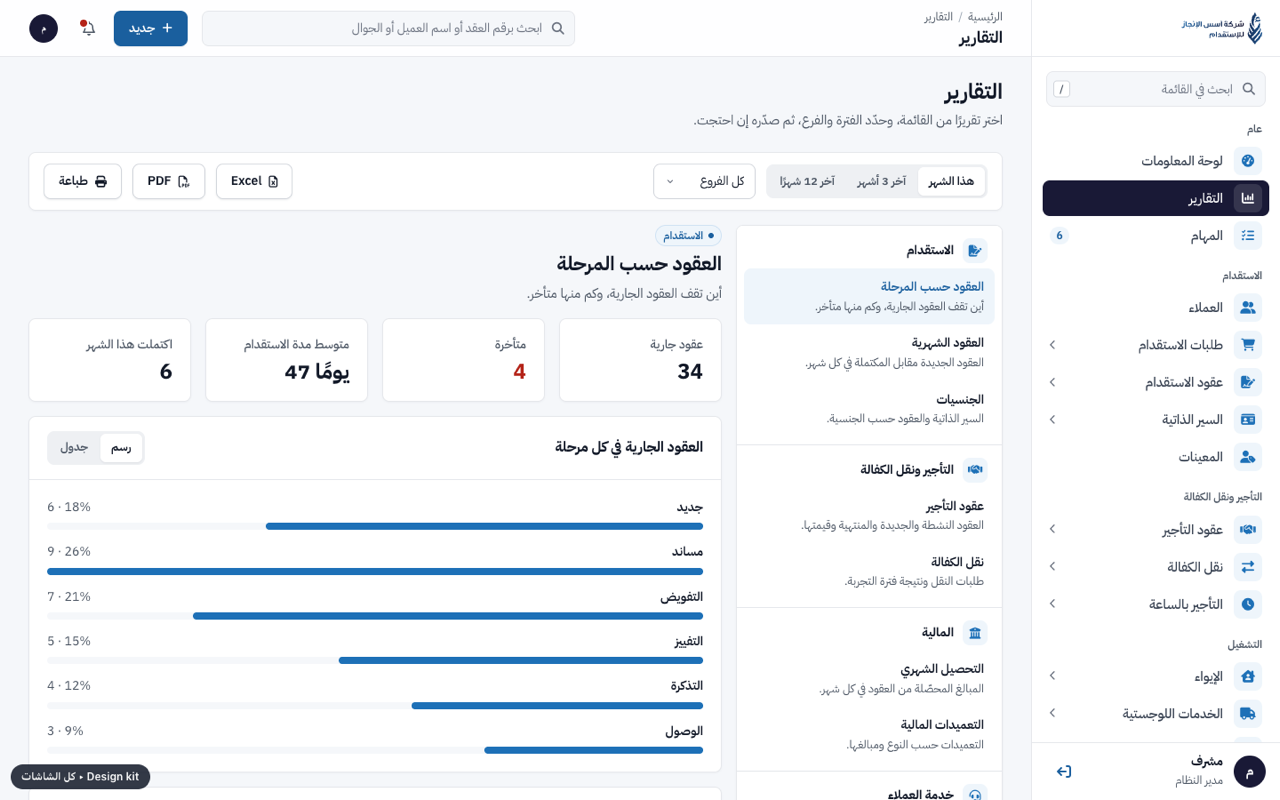 شركة اسس الإنجاز
للإستقدام
ابحث في القائمة
/
عام
لوحة المعلومات
التقارير
المهام
6
الاستقدام
العملاء
طلبات الاستقدام
عقود الاستقدام
السير الذاتية
المعينات
التأجير ونقل الكفالة
عقود التأجير
نقل الكفالة
التأجير بالساعة
التشغيل
الإيواء
الخدمات اللوجستية
م
مشرف
مدير النظام
الرئيسية / التقارير
التقارير
ابحث برقم العقد أو اسم العميل أو الجوال
جديد
م
التقارير
اختر تقريرًا من القائمة، وحدّد الفترة والفرع، ثم صدّره إن احتجت.
هذا الشهر
آخر 3 أشهر
آخر 12 شهرًا
كل الفروع
Excel
PDF
طباعة
الاستقدام
العقود حسب المرحلة
أين تقف العقود الجارية، وكم منها متأخر.
العقود الشهرية
العقود الجديدة مقابل المكتملة في كل شهر.
الجنسيات
السير الذاتية والعقود حسب الجنسية.
التأجير ونقل الكفالة
عقود التأجير
العقود النشطة والجديدة والمنتهية وقيمتها.
نقل الكفالة
طلبات النقل ونتيجة فترة التجربة.
المالية
التحصيل الشهري
المبالغ المحصّلة من العقود في كل شهر.
التعميدات المالية
التعميدات حسب النوع ومبالغها.
خدمة العملاء
الاستقدام
العقود حسب المرحلة
أين تقف العقود الجارية، وكم منها متأخر.
عقود جارية
34
متأخرة
4
متوسط مدة الاستقدام
47 يومًا
اكتملت هذا الشهر
6
العقود الجارية في كل مرحلة
رسم
جدول
جديد
6 · 18%
مساند
9 · 26%
التفويض
7 · 21%
التفييز
5 · 15%
التذكرة
4 · 12%
الوصول
3 · 9%
Design kit • كل الشاشات